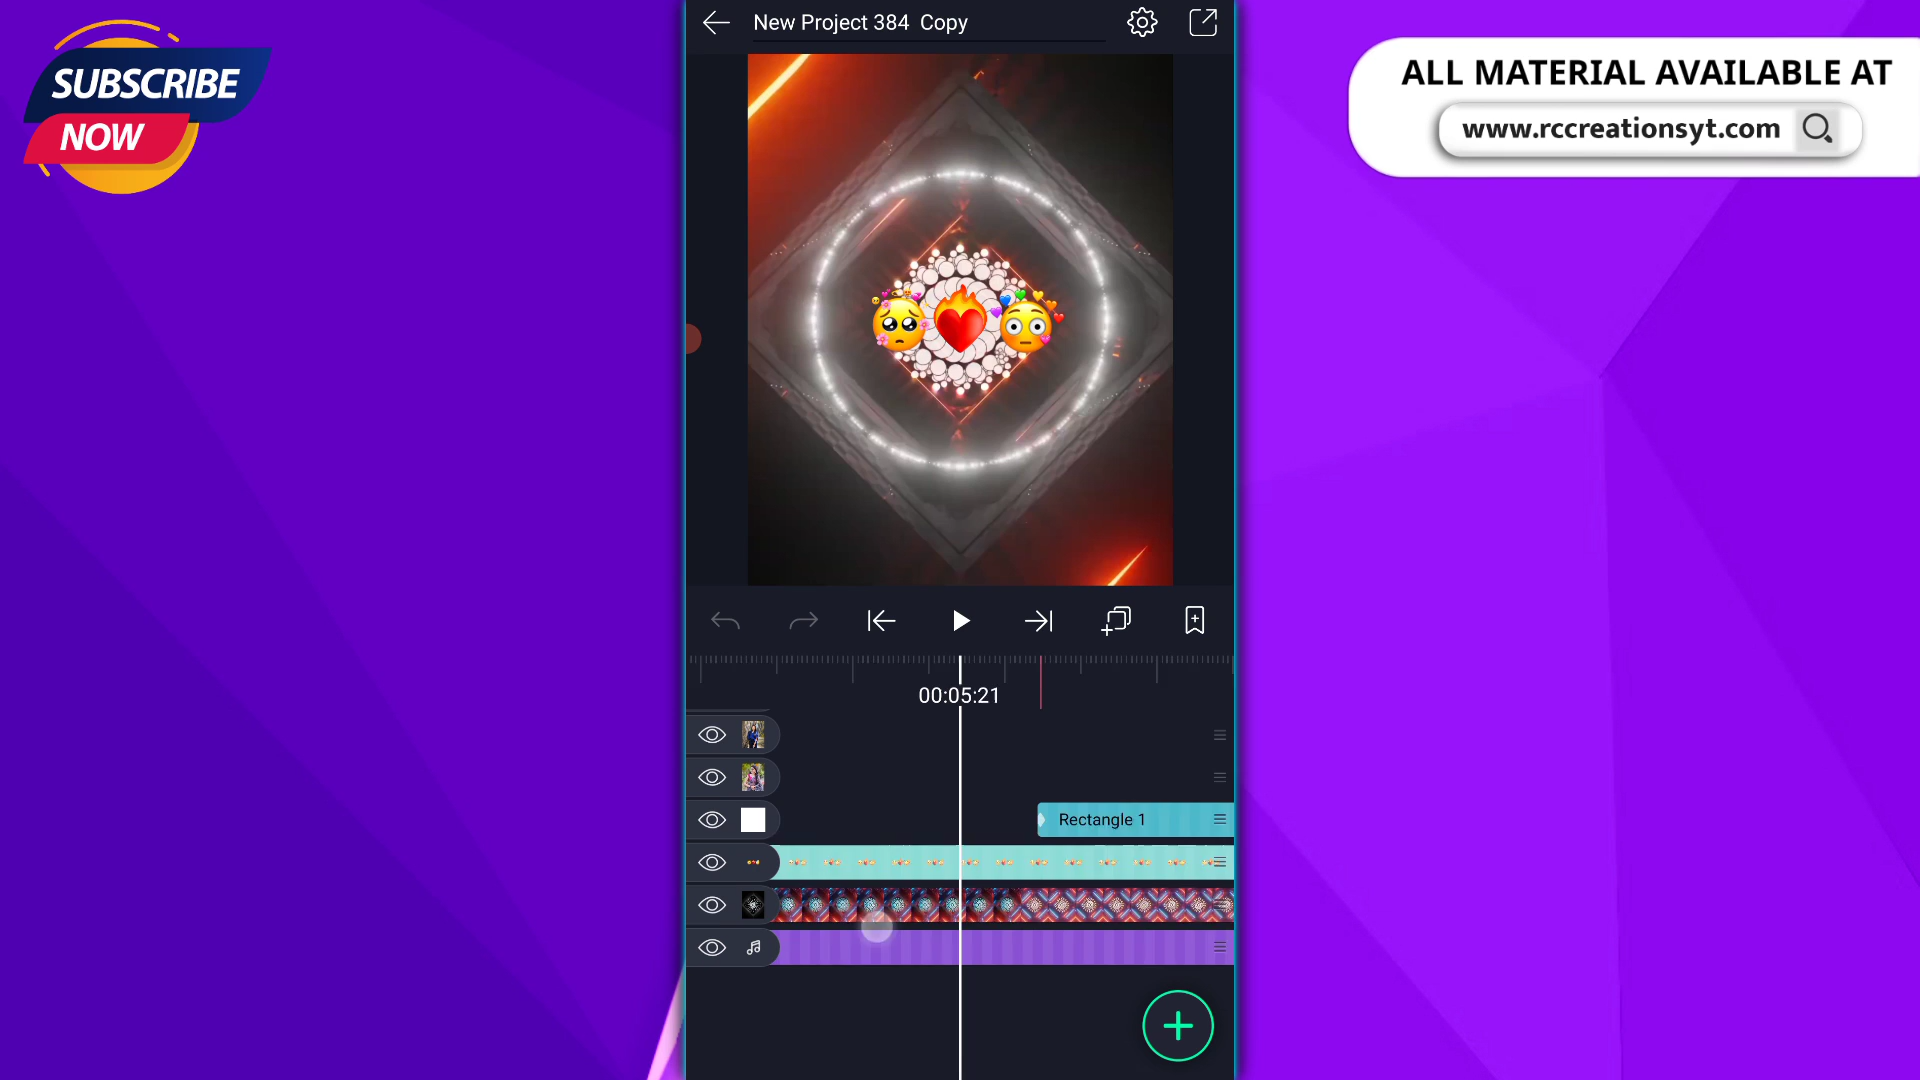 SUBSCRIBE
NOW
New Project 384  Copy
ALL MATERIAL AVAILABLE AT
www.rccreationsyt.com
00:05:21
Rectangle 1